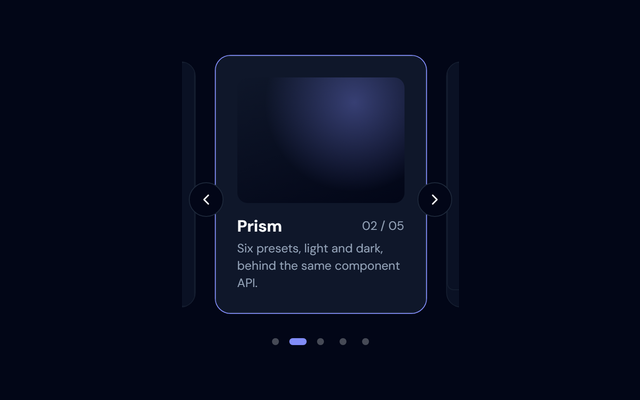 Prism
02 / 05
Six presets, light and dark,
behind the same component
API.